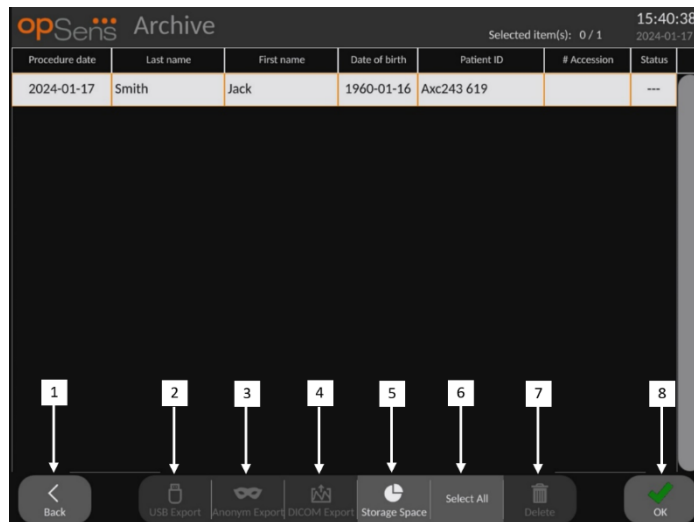 opSens Archive
Selected item(s): 0 / 1
15:40:38
2024-01-17
Procedure date Last name First name Date of birth Patient ID # Accession Status
2024-01-17 Smith Jack 1960-01-16 Axc243 619 ---
1 2 3 4 5 6 7 8
Back USB Export Anonym Export DICOM Export Storage Space Select All Delete OK